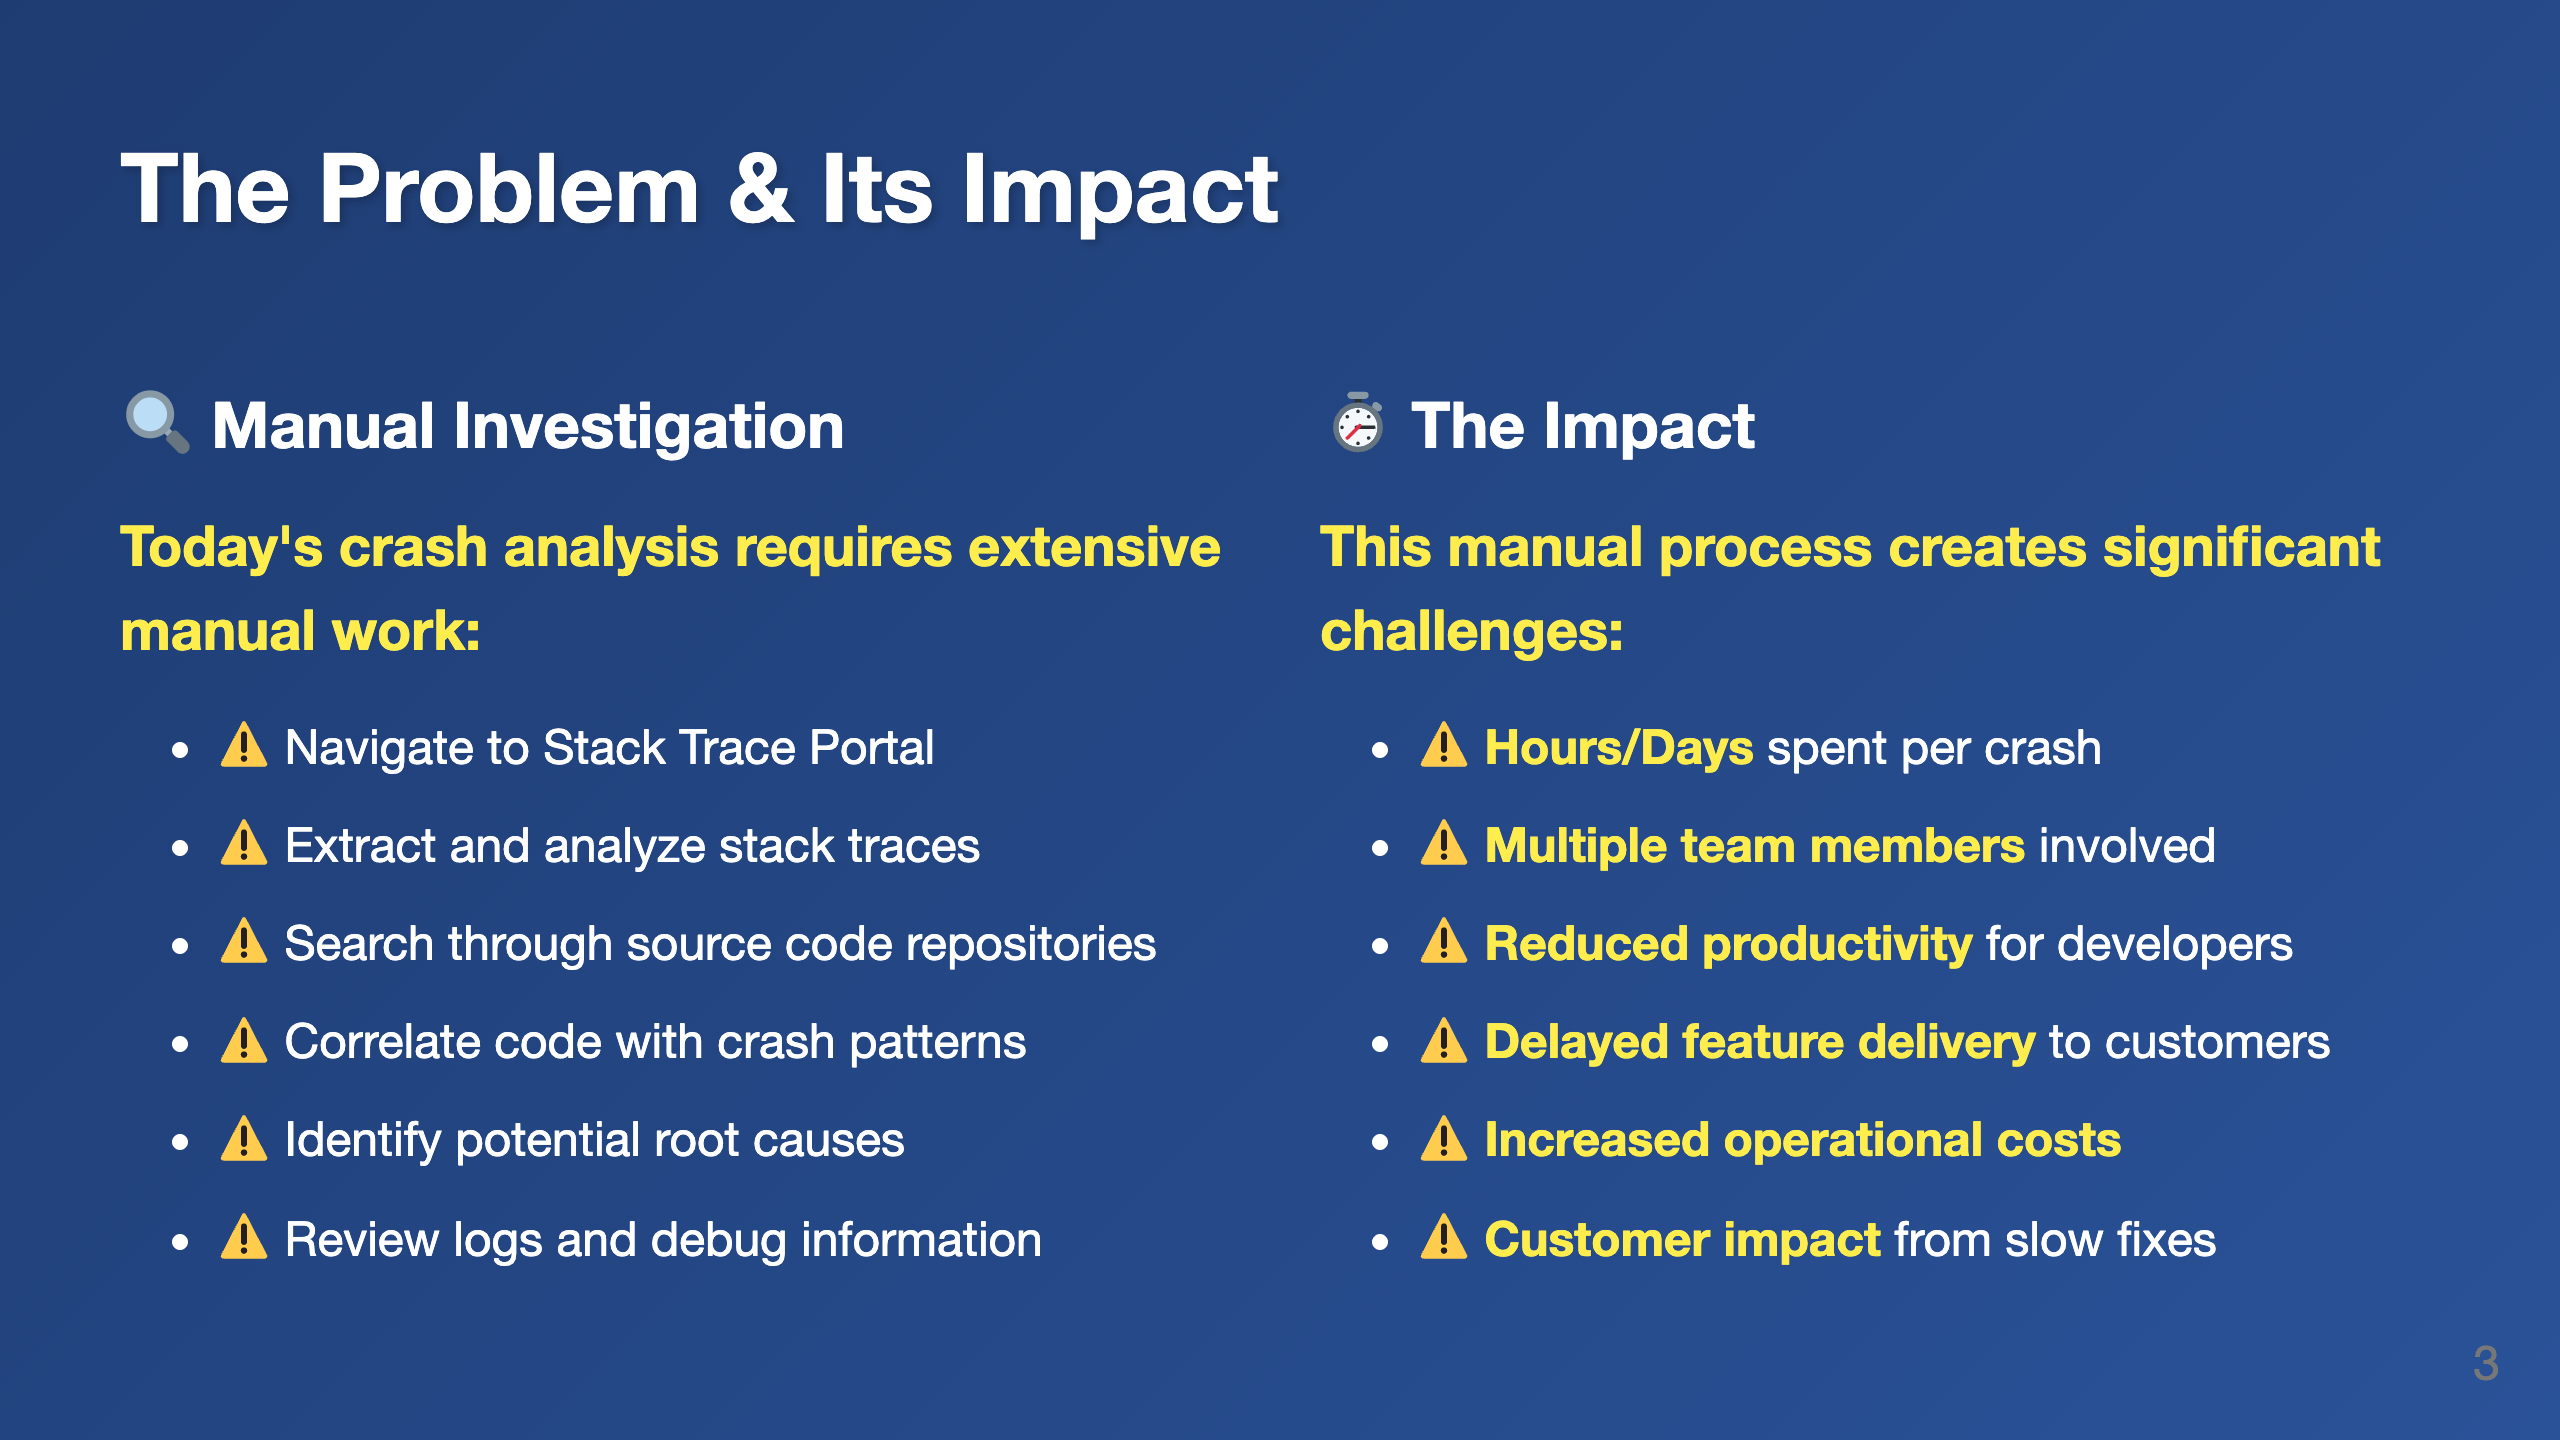 The Problem & Its Impact
🔍 Manual Investigation
Today's crash analysis requires extensive
manual work:
• ⚠️ Navigate to Stack Trace Portal
• ⚠️ Extract and analyze stack traces
• ⚠️ Search through source code repositories
• ⚠️ Correlate code with crash patterns
• ⚠️ Identify potential root causes
• ⚠️ Review logs and debug information
⏱️ The Impact
This manual process creates significant
challenges:
• ⚠️ Hours/Days spent per crash
• ⚠️ Multiple team members involved
• ⚠️ Reduced productivity for developers
• ⚠️ Delayed feature delivery to customers
• ⚠️ Increased operational costs
• ⚠️ Customer impact from slow fixes
3